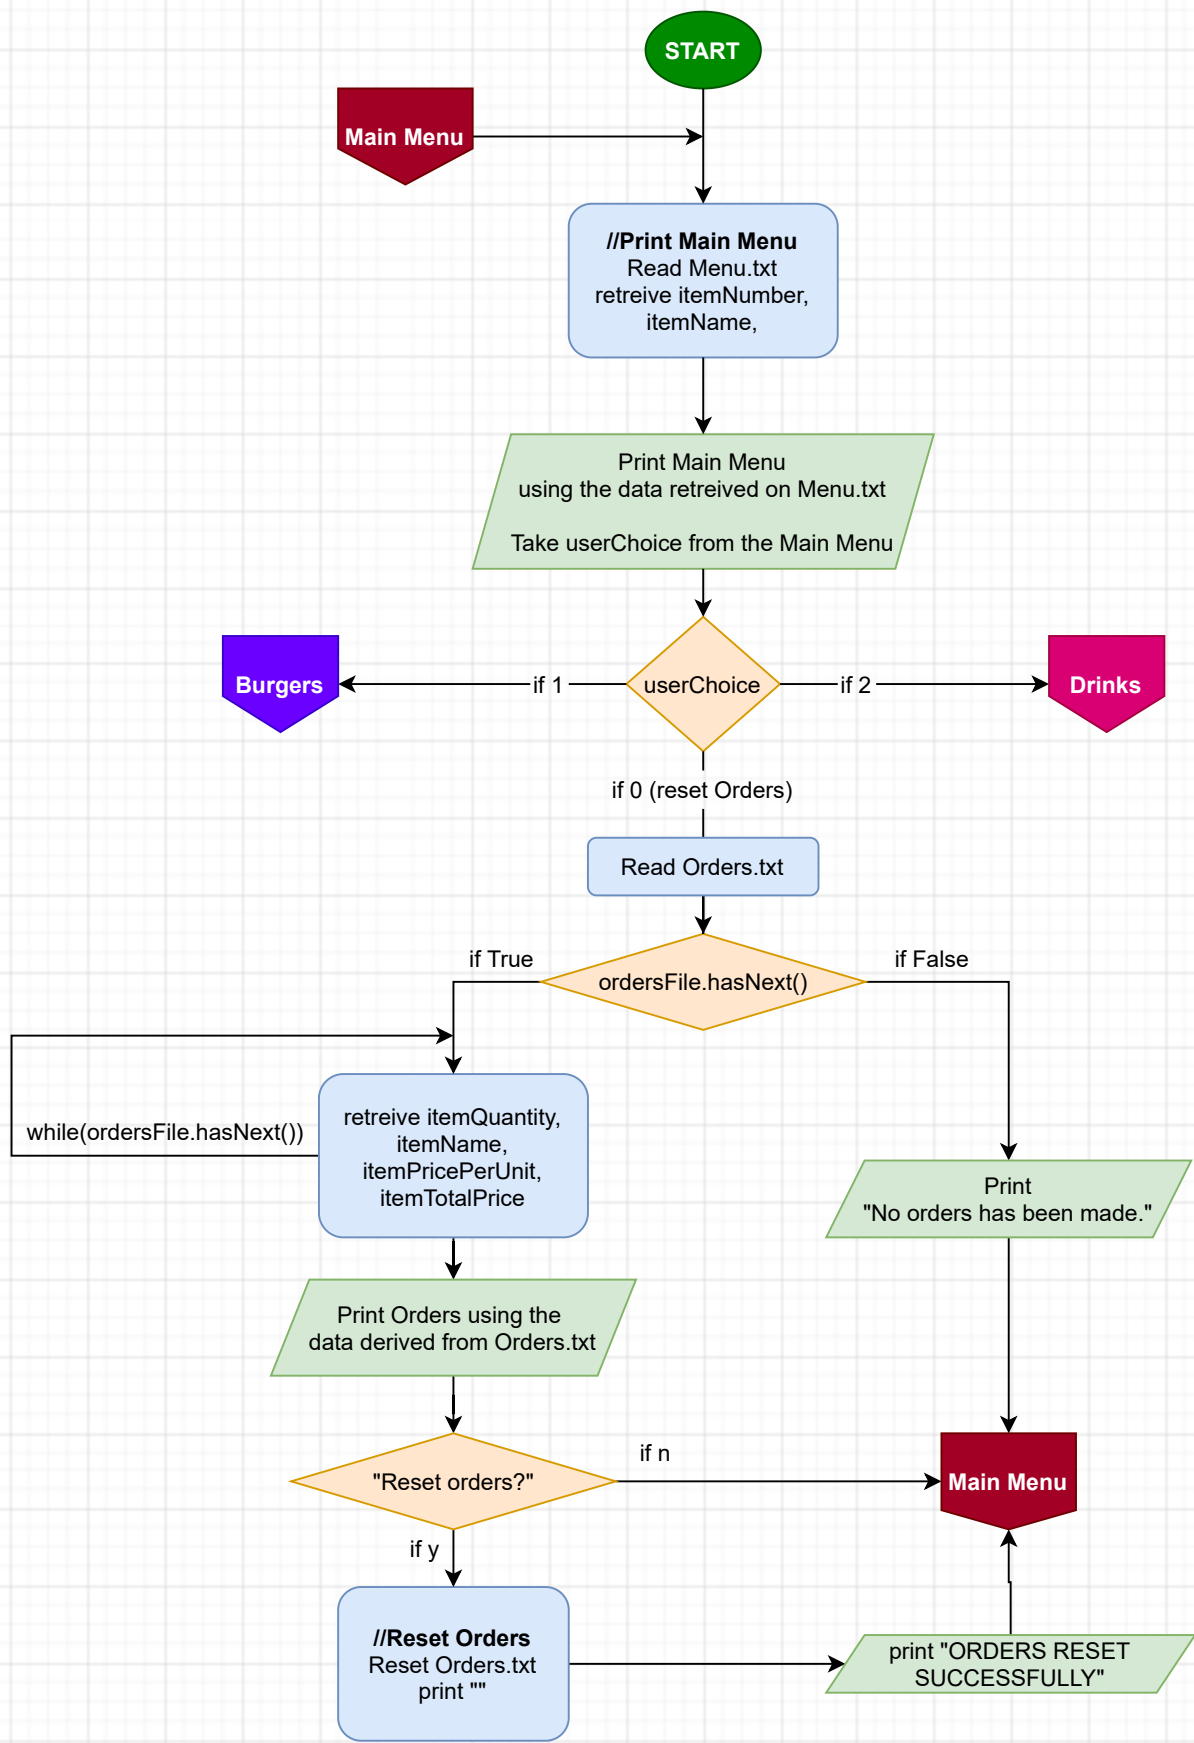 START
Main Menu
//Print Main Menu
Read Menu.txt
retreive itemNumber,
itemName,
Print Main Menu
using the data retreived on Menu.txt
Take userChoice from the Main Menu
Burgers
if 1
userChoice
if 2
Drinks
if 0 (reset Orders)
Read Orders.txt
if True
ordersFile.hasNext()
if False
while(ordersFile.hasNext())
retreive itemQuantity,
itemName,
itemPricePerUnit,
itemTotalPrice
Print
"No orders has been made."
Print Orders using the
data derived from Orders.txt
"Reset orders?"
if n
Main Menu
if y
//Reset Orders
Reset Orders.txt
print ""
print "ORDERS RESET
SUCCESSFULLY"